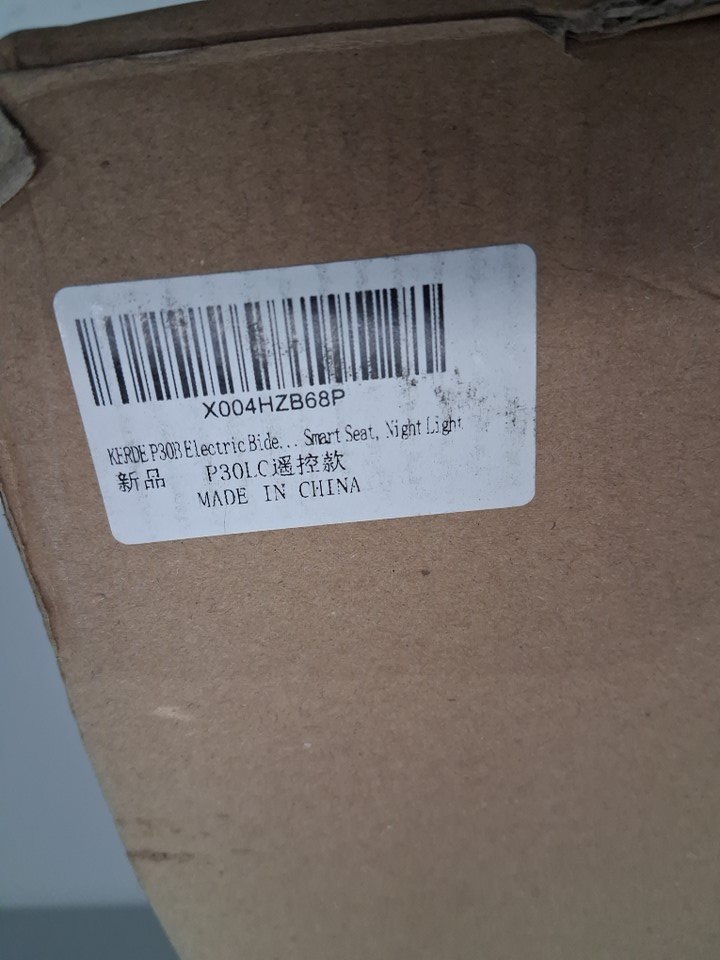 X004HZB68P
KERDE P30B Electric Bide... Smart Seat, Night Light
新品 P30LC遥控款
MADE IN CHINA